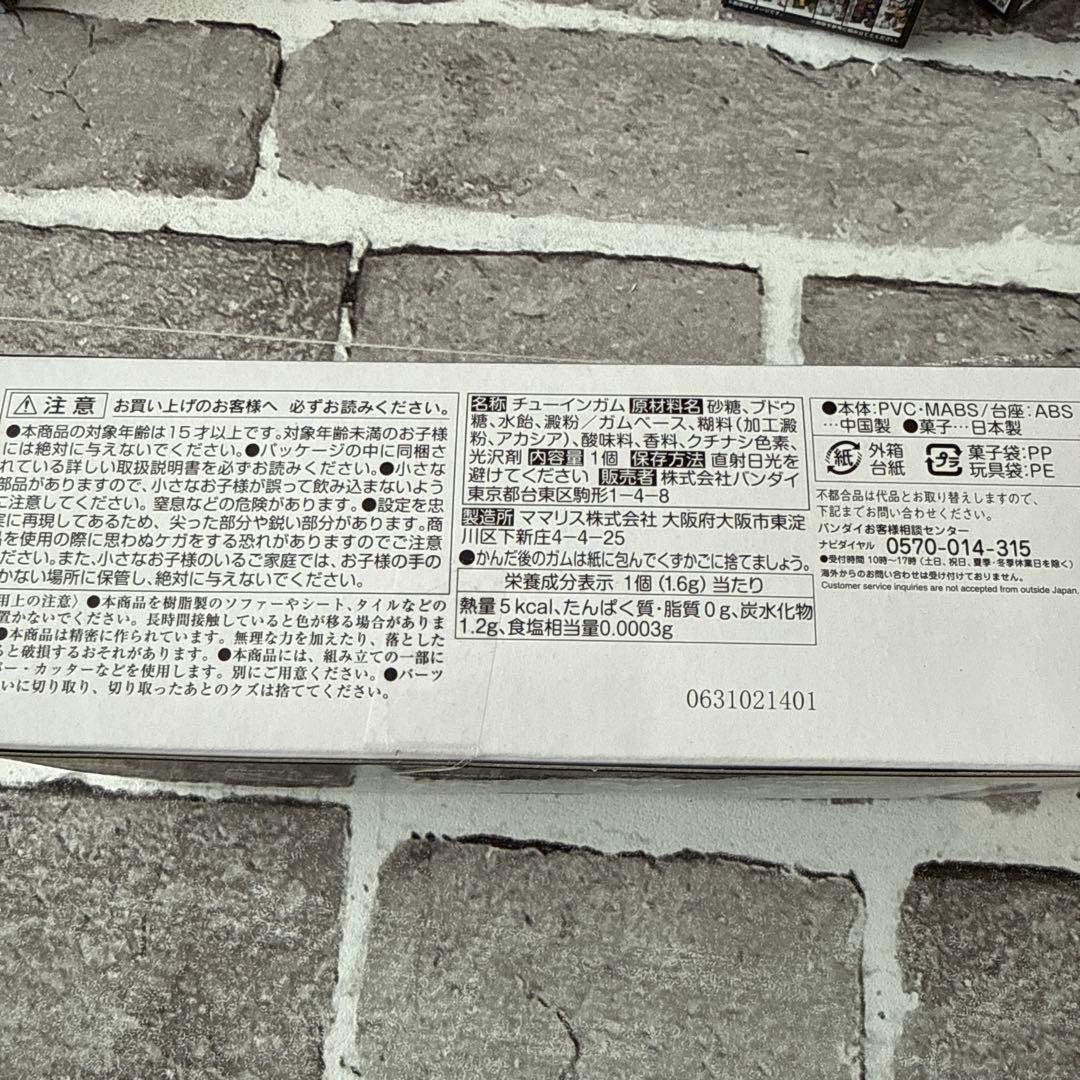 ⚠注意 お買い上げのお客様へ 必ずお読みください。
●本商品の対象年齢は15才以上です。対象年齢未満のお子様
には絶対に与えないでください。●パッケージの中に同梱さ
れている詳しい取扱説明書を必ずお読みください。●小さな
部品がありますので、小さなお子様が誤って飲み込まないよう
ご注意してください。窒息などの危険があります。●設定を忠
実に再現してあるため、尖った部分や鋭い部分があります。商
品を使用の際に思わぬケガをする恐れがありますのでご注意
ください。また、小さなお子様のいるご家庭では、お子様の手の
かない場所に保管し、絶対に与えないでください。
用上の注意〉●本商品を樹脂製のソファーやシート、タイルなどの
置かないでください。長時間接触していると色が移る場合がありま
●本商品は精密に作られています。無理な力を加えたり、落とした
ると破損するおそれがあります。●本商品には、組み立ての一部に
バー・カッターなどを使用します。別にご用意ください。●パーツ
いに切り取り、切り取ったあとのクズは捨ててください。
名称 チューインガム 原材料名 砂糖、ブドウ
糖、水飴、澱粉／ガムベース、糊料(加工澱
粉、アカシア)、酸味料、香料、クチナシ色素、
光沢剤 内容量 1個 保存方法 直射日光を
避けてください 販売者 株式会社バンダイ
東京都台東区駒形1-4-8
製造所 ママリス株式会社 大阪府大阪市東淀
川区下新庄4-4-25
●かんだ後のガムは紙に包んでくずかごに捨てましょう。
栄養成分表示 1個(1.6g)当たり
熱量5kcal、たんぱく質・脂質0g、炭水化物
1.2g、食塩相当量0.0003g
0631021401
●本体:PVC・MABS/台座:ABS
…中国製 ●菓子…日本製
紙 外箱
台紙
プラ 菓子袋:PP
玩具袋:PE
不都合品は代品とお取り替えしますので、
下記までお問い合わせください。
バンダイお客様相談センター
ナビダイヤル 0570-014-315
●受付時間 10時～17時(土日、祝日、夏季・冬季休業日を除く)
海外からのお問い合わせは受け付けておりません。
Customer service inquiries are not accepted from outside Japan.